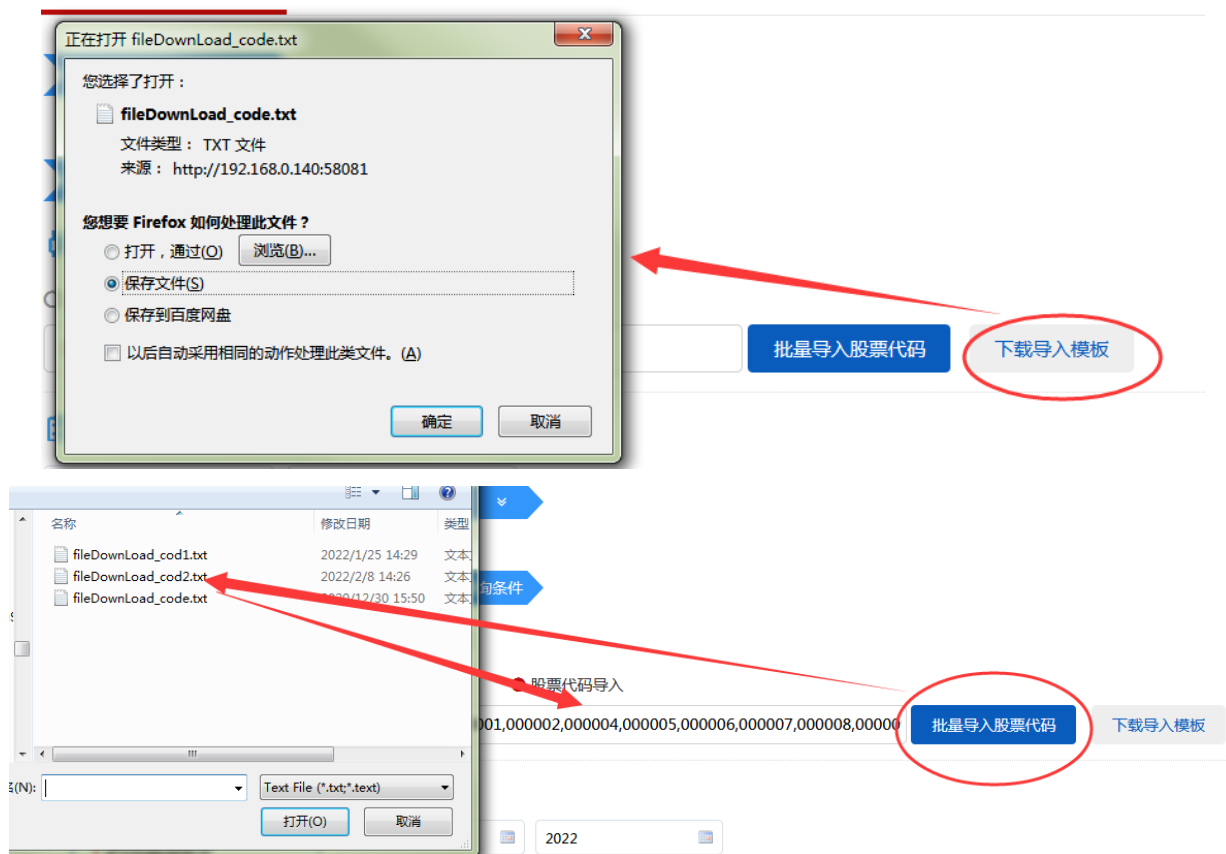 正在打开 fileDownLoad_code.txt
您选择了打开：
fileDownLoad_code.txt
文件类型： TXT 文件
来源： http://192.168.0.140:58081
您想要 Firefox 如何处理此文件？
打开，通过(O) 浏览(B)...
保存文件(S)
保存到百度网盘
以后自动采用相同的动作处理此类文件。(A)
确定 取消
批量导入股票代码 下载导入模板
名称 修改日期 类型
fileDownLoad_cod1.txt 2022/1/25 14:29 文本
fileDownLoad_cod2.txt 2022/2/8 14:26 文本
fileDownLoad_code.txt 2020/12/30 15:50 文本
询条件
股票代码导入
001,000002,000004,000005,000006,000007,000008,00000
批量导入股票代码 下载导入模板
(N): Text File (*.txt;*.text)
打开(O) 取消
2022